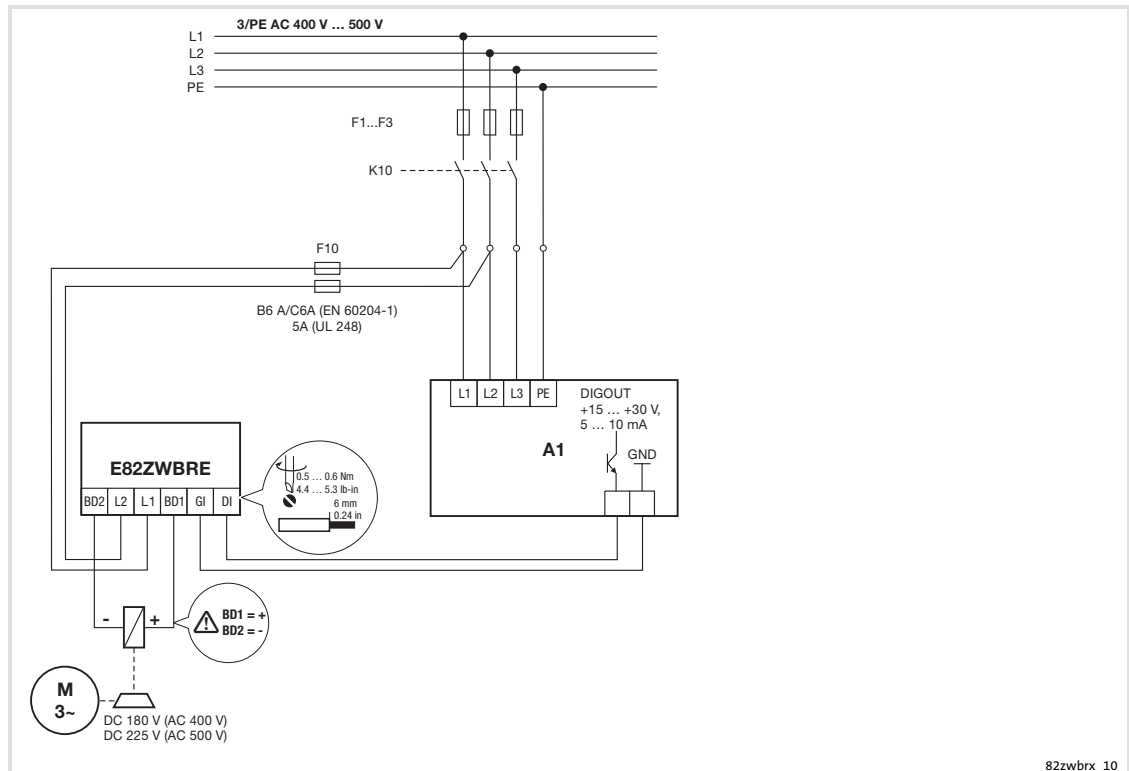 3/PE AC 400 V ... 500 V
L1
L2
L3
PE
F1...F3
K10
F10
B6 A/C6A (EN 60204-1)
5A (UL 248)
L1 L2 L3 PE
DIGOUT
+15 ... +30 V,
5 ... 10 mA
A1
GND
E82ZWBRE
BD2 L2 L1 BD1 GI DI
0.5 ... 0.6 Nm
4.4 ... 5.3 lb-in
6 mm
0.24 in
- +
BD1 = +
BD2 = -
M
3~
DC 180 V (AC 400 V)
DC 225 V (AC 500 V)
82zwbrx_10